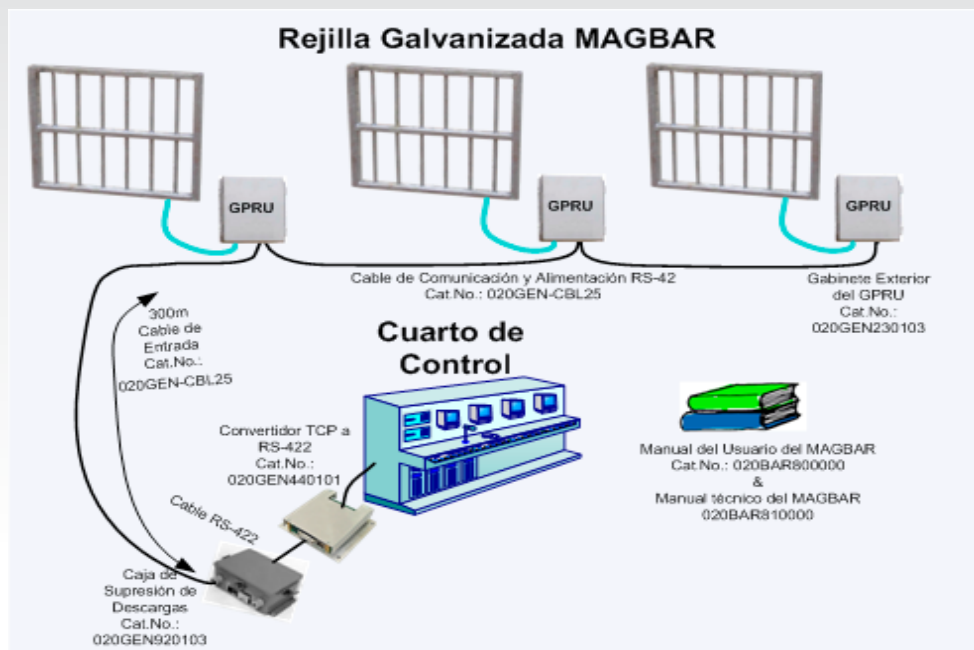 Rejilla Galvanizada MAGBAR
GPRU
GPRU
GPRU
Cable de Comunicación y Alimentación RS-42
Cat.No.: 020GEN-CBL25
Gabinete Exterior
del GPRU
Cat.No.:
020GEN230103
300m
Cable de
Entrada
Cat.No.:
020GEN-CBL25
Cuarto de
Control
Convertidor TCP a
RS-422
Cat.No.:
020GEN440101
Manual del Usuario del MAGBAR
Cat.No.: 020BAR800000
&
Manual técnico del MAGBAR
020BAR810000
Cable RS-422
Caja de
Supresión de
Descargas
Cat.No.:
020GEN920103